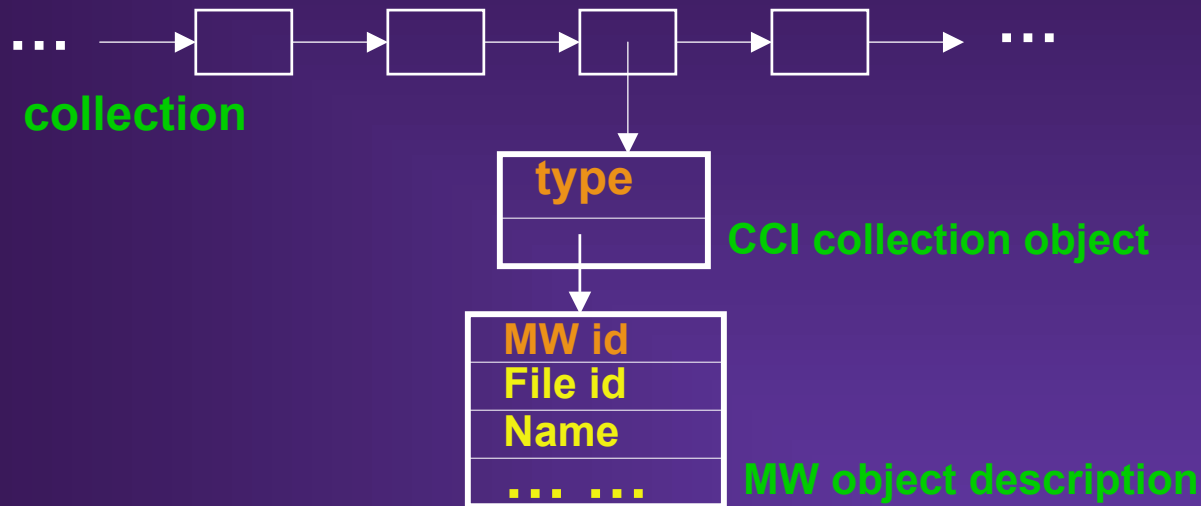 ... ...
collection
type
CCI collection object
MW id
File id
Name
... ...
MW object description